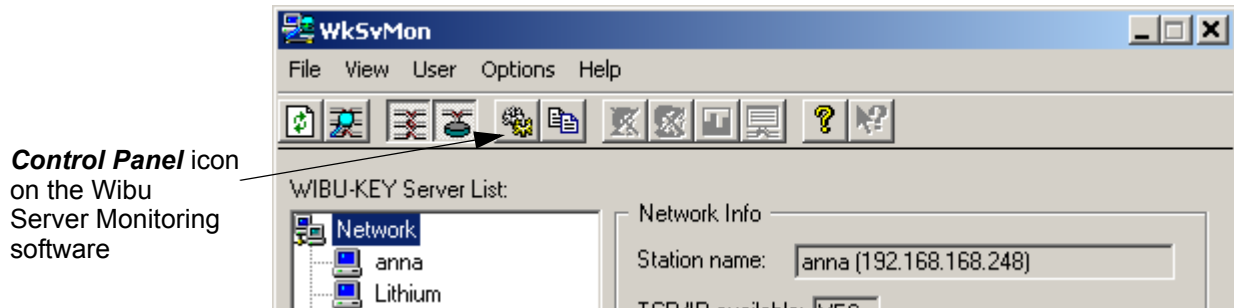 WkSvMon
File View User Options Help
Control Panel icon
on the Wibu
Server Monitoring
software
WIBU-KEY Server List:
Network
anna
Lithium
Network Info
Station name: anna (192.168.168.248)